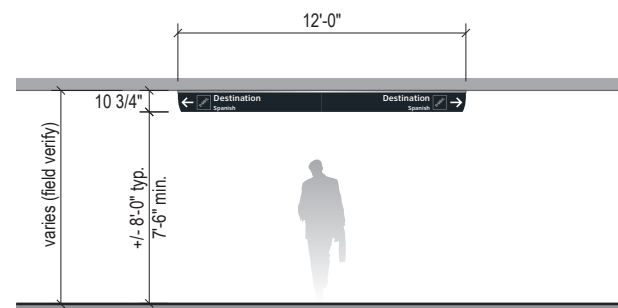 12'-0"
10 3/4"
← Destination
Spanish
Destination →
Spanish
varies (field verify)
+/- 8'-0" typ.
7'-6" min.